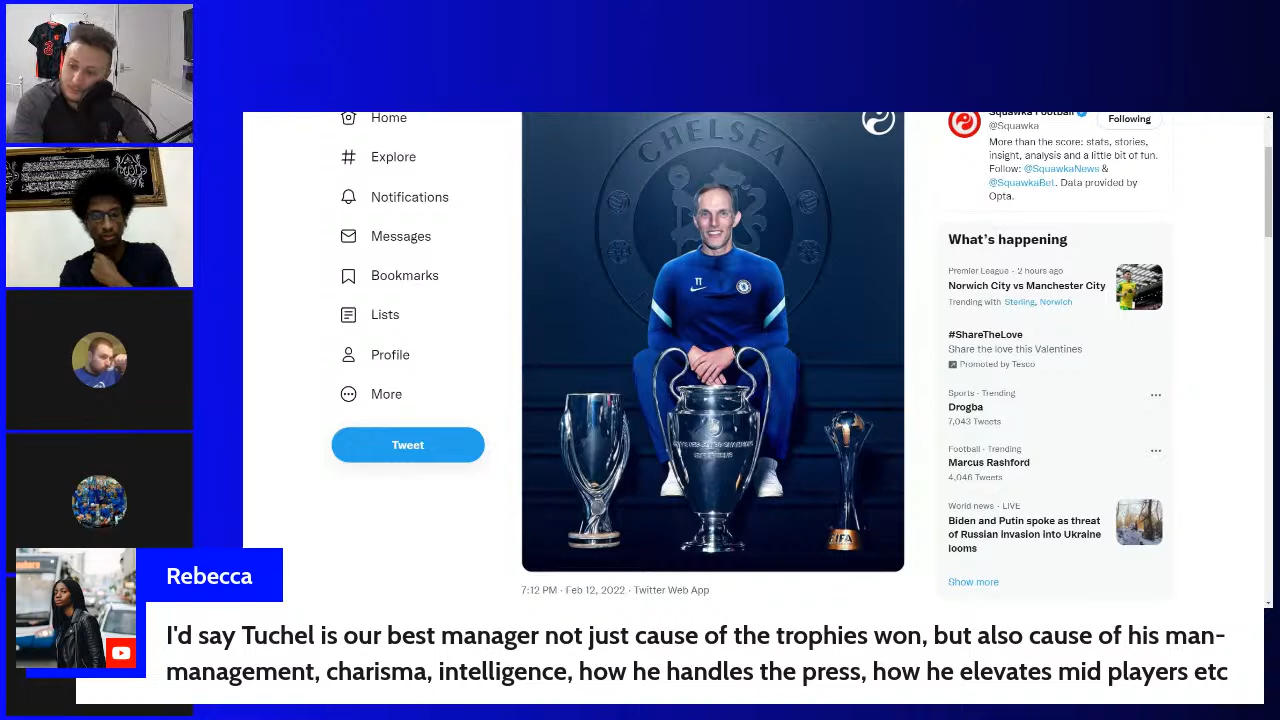 Home
Explore
Notifications
Messages
Bookmarks
Lists
Profile
More
Tweet
CHELSEA
TT
FIFA
7:12 PM · Feb 12, 2022 · Twitter Web App
Squawka Football
@Squawka
Following
More than the score: stats, stories,
insight, analysis and a little bit of fun.
Follow: @SquawkaNews &
@SquawkaBet. Data provided by
Opta.
What's happening
Premier League · 2 hours ago
Norwich City vs Manchester City
Trending with Sterling, Norwich
#ShareTheLove
Share the love this Valentines
Promoted by Tesco
Sports · Trending
Drogba
7,043 Tweets
Football · Trending
Marcus Rashford
4,046 Tweets
World news · LIVE
Biden and Putin spoke as threat
of Russian invasion into Ukraine
looms
Show more
Rebecca
I'd say Tuchel is our best manager not just cause of the trophies won, but also cause of his man-
management, charisma, intelligence, how he handles the press, how he elevates mid players etc